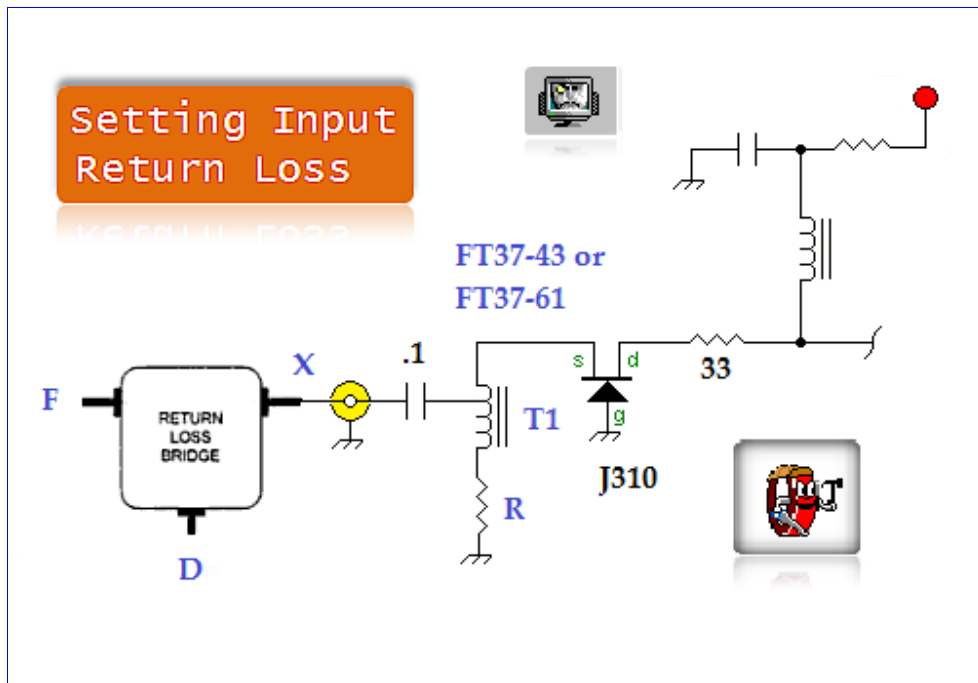 Setting Input
Return Loss
FT37-43 or
FT37-61
.1
X
F
RETURN
LOSS
BRIDGE
D
T1
R
s
d
g
J310
33